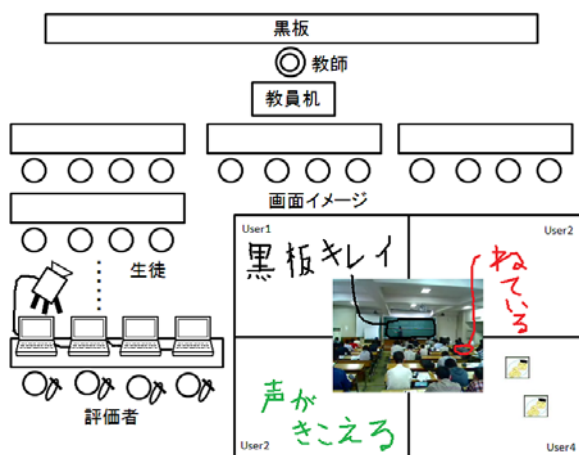 黒板
教師
教員机
画面イメージ
生徒
User1
User2
黒板キレイ
ねている
声が
きこえる
User2
User4
評価者